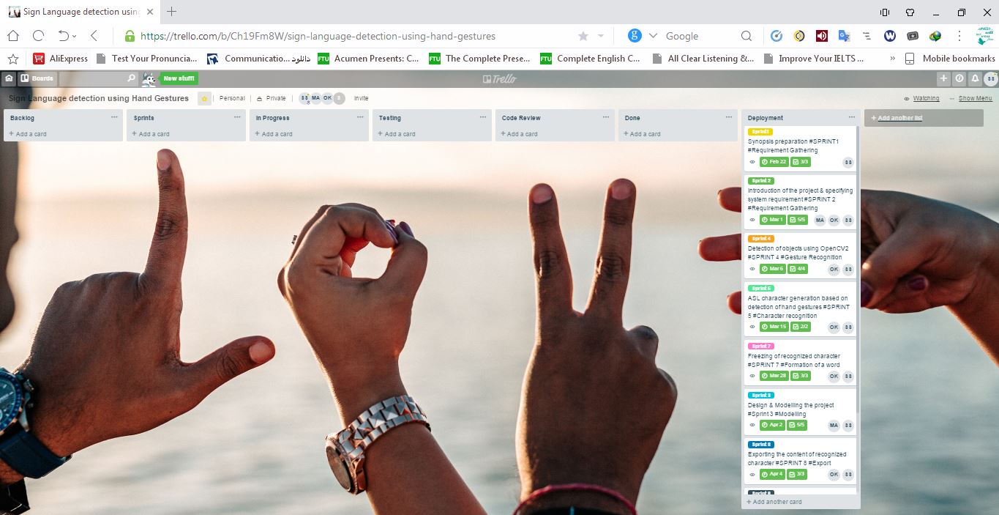 Sign Language detection using
https://trello.com/b/Ch19Fm8W/sign-language-detection-using-hand-gestures
Google
AliExpress
Test Your Pronuncia...
Communicatio... دانلود
FTU Acumen Presents: C...
FTU The Complete Prese...
FTU Complete English C...
All Clear Listening &...
Improve Your IELTS ...
» Mobile bookmarks
Boards
New stuff!
Trello
SS
Sign Language detection using Hand Gestures
Personal
Private
SS MA OK S
Invite
Watching
... Show Menu
Backlog ...
+ Add a card
Sprints ...
+ Add a card
In Progress ...
+ Add a card
Testing ...
+ Add a card
Code Review ...
+ Add a card
Done ...
+ Add a card
Deployment ...
Sprint1
Synopsis preparation #SPRINT1
#Requirement Gathering
Feb 22 3/3 SS
Sprint 2
Introduction of the project & specifying
system requirement #SPRINT 2
#Requirement Gathering
Mar 1 5/5 MA OK SS
Sprint 4
Detection of objects using OpenCV2
#SPRINT 4 #Gesture Recognition
Mar 6 4/4 OK SS
Sprint 5
ASL character generation based on
detection of hand gestures #SPRINT
5 #Character recognition
Mar 15 2/2 OK SS
Sprint 7
Freezing of recognized character
#SPRINT 7 #Formation of a word
Mar 28 3/3 OK SS
Sprint 3
Design & Modelling the project
#Sprint 3 #Modelling
Apr 2 5/5 MA SS
Sprint 8
Exporting the content of recognized
character #SPRINT 8 #Export
Apr 4 3/3 OK SS
+ Add another card
+ Add another list